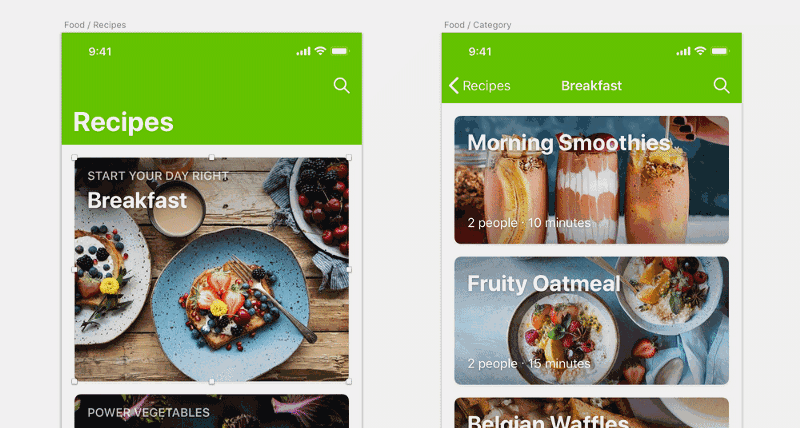 Food / Recipes
9:41
Recipes
START YOUR DAY RIGHT
Breakfast
POWER VEGETABLES
Food / Category
9:41
Recipes
Breakfast
Morning Smoothies
2 people · 10 minutes
Fruity Oatmeal
2 people · 15 minutes
Belgian Waffles